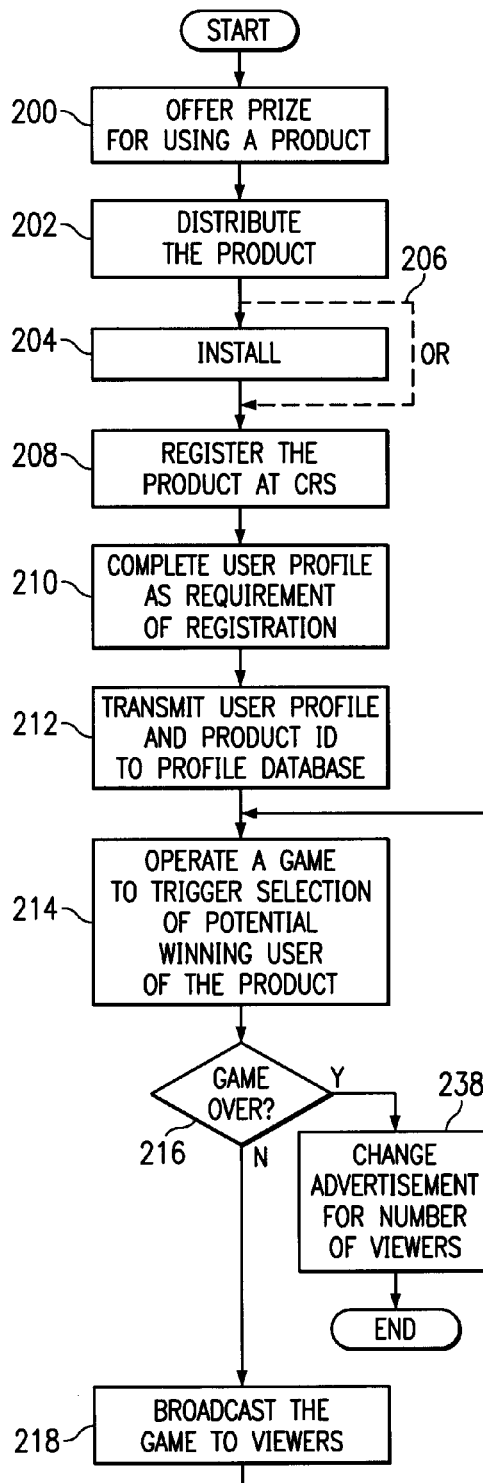 START
200
OFFER PRIZE
FOR USING A PRODUCT
202
DISTRIBUTE
THE PRODUCT
206
204
INSTALL
OR
208
REGISTER THE
PRODUCT AT CRS
210
COMPLETE USER PROFILE
AS REQUIREMENT
OF REGISTRATION
212
TRANSMIT USER PROFILE
AND PRODUCT ID
TO PROFILE DATABASE
214
OPERATE A GAME
TO TRIGGER SELECTION
OF POTENTIAL
WINNING USER
OF THE PRODUCT
GAME
OVER?
Y
216
N
238
CHANGE
ADVERTISEMENT
FOR NUMBER
OF VIEWERS
END
218
BROADCAST THE
GAME TO VIEWERS